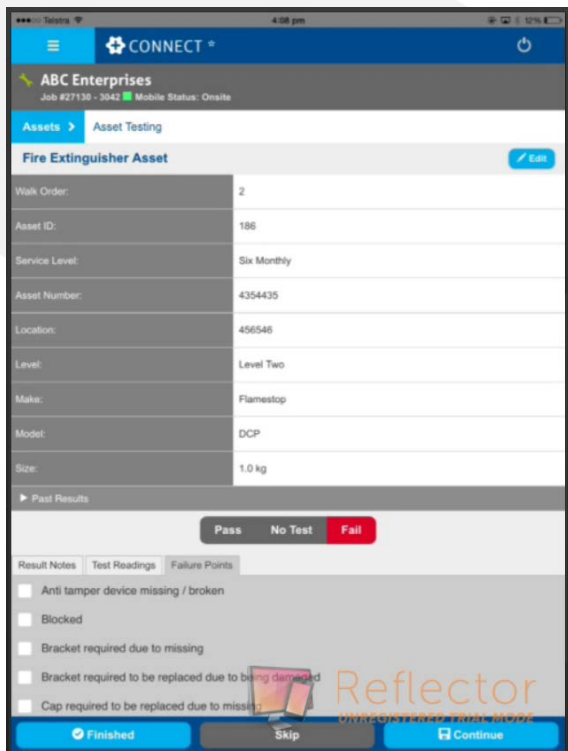 Telstra 4:08 pm 12%
CONNECT
ABC Enterprises
Job #27130 - 3042 Mobile Status: Onsite
Assets Asset Testing
Fire Extinguisher Asset Edit
Walk Order: 2
Asset ID: 186
Service Level: Six Monthly
Asset Number: 4354435
Location: 456546
Level: Level Two
Make: Flamestop
Model: DCP
Size: 1.0 kg
Past Results
Pass No Test Fail
Result Notes Test Readings Failure Points
Anti tamper device missing / broken
Blocked
Bracket required due to missing
Bracket required to be replaced due to being damaged
Cap required to be replaced due to missing
Reflector
UNREGISTERED TRIAL MODE
Finished Skip Continue